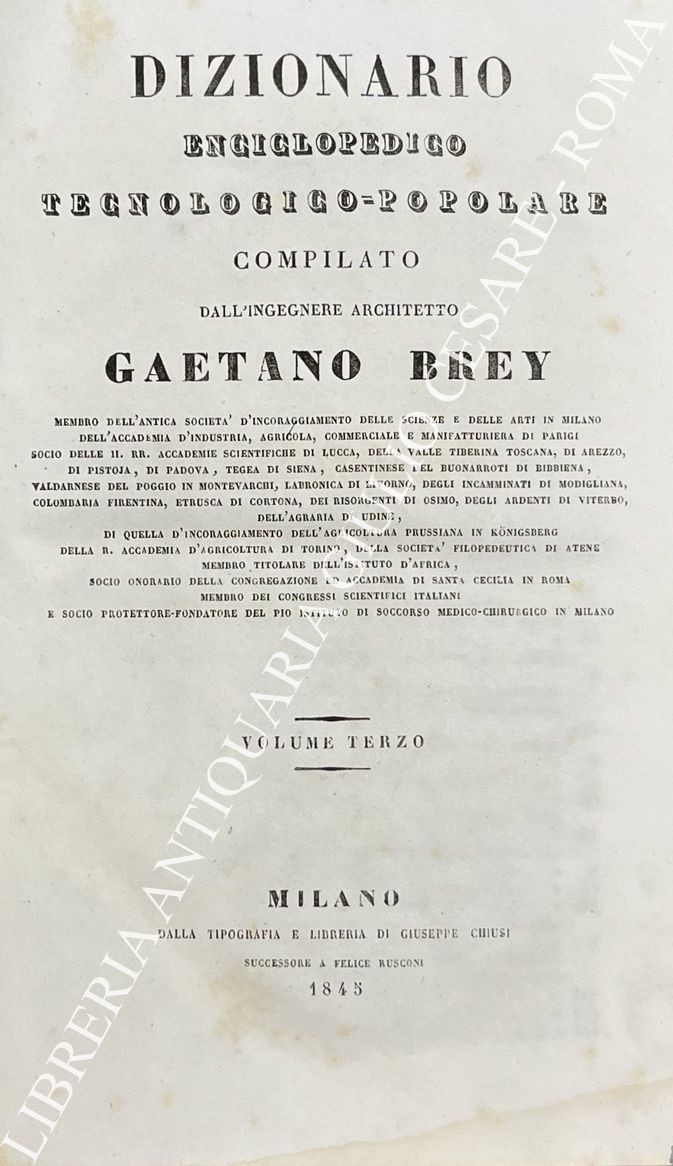 DIZIONARIO
ENCICLOPEDICO
TECNOLOGICO=POPOLARE
COMPILATO
DALL'INGEGNERE ARCHITETTO
GAETANO BREY
MEMBRO DELL'ANTICA SOCIETA' D'INCORAGGIAMENTO DELLE SCIENZE E DELLE ARTI IN MILANO
DELL'ACCADEMIA D'INDUSTRIA, AGRICOLA, COMMERCIALE E MANIFATTURIERA DI PARIGI
SOCIO DELLE II. RR. ACCADEMIE SCIENTIFICHE DI LUCCA, DELLA VALLE TIBERINA TOSCANA, DI AREZZO,
DI PISTOJA, DI PADOVA, TEGEA DI SIENA, CASENTINESE DEL BUONARROTI DI BIBBIENA,
VALDARNESE DEL POGGIO IN MONTEVARCHI, LABRONICA DI LIVORNO, DEGLI INCAMMINATI DI MODIGLIANA,
COLOMBARIA FIRENTINA, ETRUSCA DI CORTONA, DEI RISORGENTI DI OSIMO, DEGLI ARDENTI DI VITERBO,
DELL'AGRARIA DI UDINE,
DI QUELLA D'INCORAGGIAMENTO DELL'AGRICOLTURA PRUSSIANA IN KÖNIGSBERG
DELLA R. ACCADEMIA D'AGRICOLTURA DI TORINO, DELLA SOCIETA' FILOPEDEUTICA DI ATENE
MEMBRO TITOLARE DELL'ISTITUTO D'AFRICA,
SOCIO ONORARIO DELLA CONGREGAZIONE ED ACCADEMIA DI SANTA CECILIA IN ROMA
MEMBRO DEI CONGRESSI SCIENTIFICI ITALIANI
E SOCIO PROTETTORE-FONDATORE DEL PIO INTITUTO DI SOCCORSO MEDICO-CHIRURGICO IN MILANO
VOLUME TERZO
MILANO
DALLA TIPOGRAFIA E LIBRERIA DI GIUSEPPE CHIUSI
SUCCESSORE A FELICE RUSCONI
1845
LIBRERIA ANTIQUARIA GIULIO CESARE - ROMA